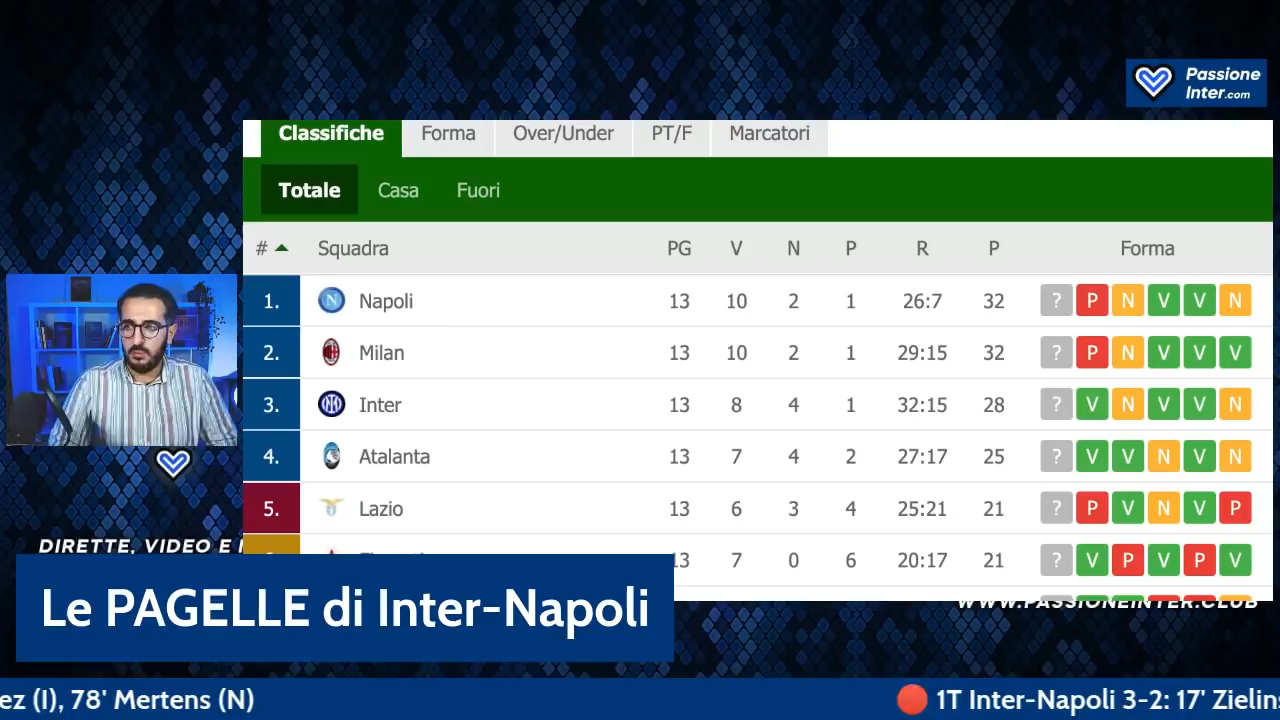 Passione
Inter.com
Classifiche Forma Over/Under PT/F Marcatori
Totale Casa Fuori
# Squadra PG V N P R P Forma
1. N Napoli 13 10 2 1 26:7 32 ? P N V V N
2. Milan 13 10 2 1 29:15 32 ? P N V V V
3. Inter 13 8 4 1 32:15 28 ? V N V V N
4. Atalanta 13 7 4 2 27:17 25 ? V V N V N
5. Lazio 13 6 3 4 25:21 21 ? P V N V P
13 7 0 6 20:17 21 ? V P V P V
DIRETTE, VIDEO E
Le PAGELLE di Inter-Napoli
WWW.PASSIONEINTER.CLUB
ez (I), 78' Mertens (N) 1T Inter-Napoli 3-2: 17' Zielins